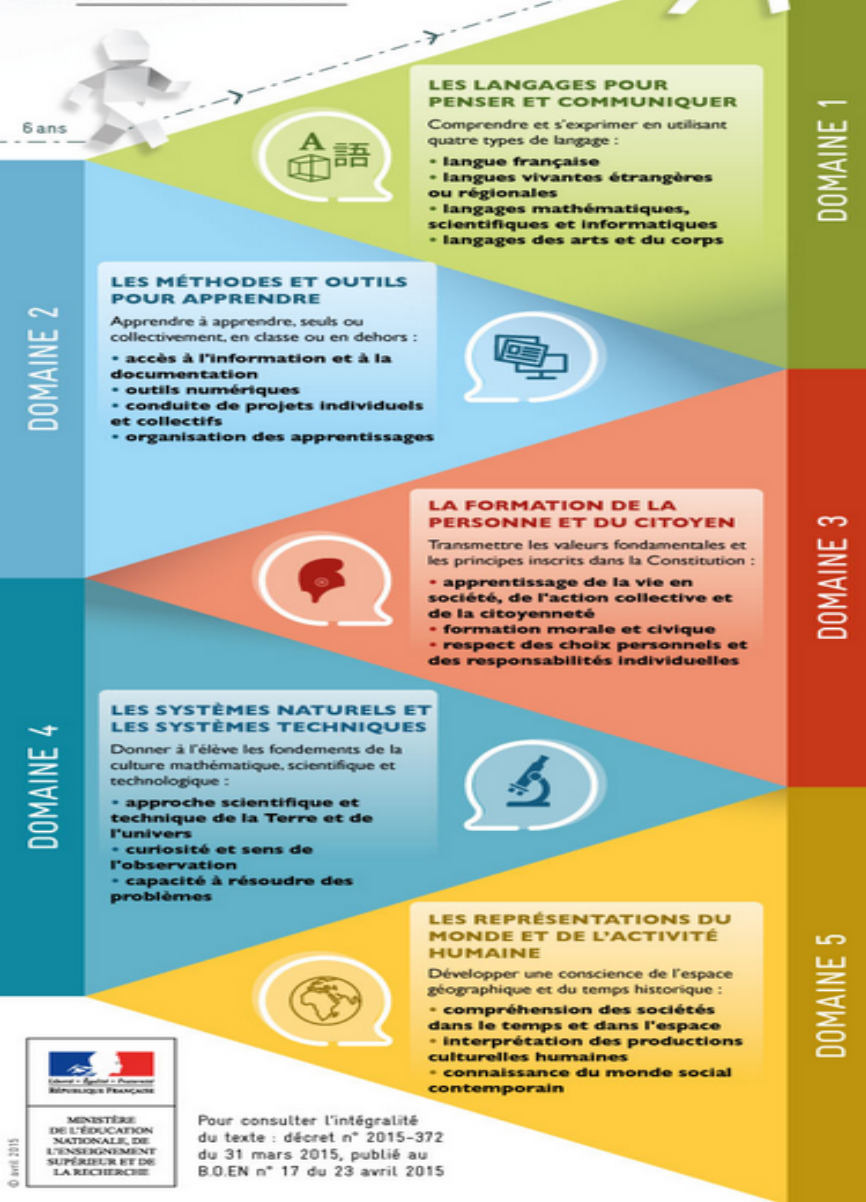 6 ans
LES LANGAGES POUR
PENSER ET COMMUNIQUER
Comprendre et s'exprimer en utilisant
quatre types de langage :
• langue française
• langues vivantes étrangères
ou régionales
• langages mathématiques,
scientifiques et informatiques
• langages des arts et du corps
A 語
DOMAINE 1
DOMAINE 2
LES MÉTHODES ET OUTILS
POUR APPRENDRE
Apprendre à apprendre, seuls ou
collectivement, en classe ou en dehors :
• accès à l'information et à la
documentation
• outils numériques
• conduite de projets individuels
et collectifs
• organisation des apprentissages
LA FORMATION DE LA
PERSONNE ET DU CITOYEN
Transmettre les valeurs fondamentales et
les principes inscrits dans la Constitution :
• apprentissage de la vie en
société, de l'action collective et
de la citoyenneté
• formation morale et civique
• respect des choix personnels et
des responsabilités individuelles
DOMAINE 3
DOMAINE 4
LES SYSTÈMES NATURELS ET
LES SYSTÈMES TECHNIQUES
Donner à l'élève les fondements de la
culture mathématique, scientifique et
technologique :
• approche scientifique et
technique de la Terre et de
l'univers
• curiosité et sens de
l'observation
• capacité à résoudre des
problèmes
LES REPRÉSENTATIONS DU
MONDE ET DE L'ACTIVITÉ
HUMAINE
Développer une conscience de l'espace
géographique et du temps historique :
• compréhension des sociétés
dans le temps et dans l'espace
• interprétation des productions
culturelles humaines
• connaissance du monde social
contemporain
DOMAINE 5
Liberté • Égalité • Fraternité
RÉPUBLIQUE FRANÇAISE
MINISTÈRE
DE L'ÉDUCATION
NATIONALE, DE
L'ENSEIGNEMENT
SUPÉRIEUR ET DE
LA RECHERCHE
Pour consulter l'intégralité
du texte : décret n° 2015-372
du 31 mars 2015, publié au
B.O.EN n° 17 du 23 avril 2015
© avril 2015